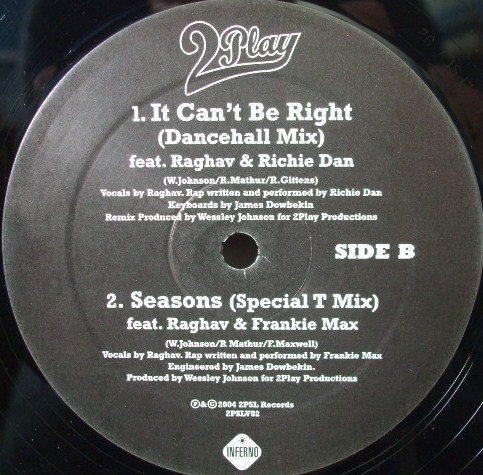 2Play
1. It Can't Be Right
(Dancehall Mix)
feat. Raghav & Richie Dan
(W.Johnson/R.Mathur/R.Gittens)
Vocals by Raghav. Rap written and performed by Richie Dan
Keyboards by James Dowbekin
Remix Produced by Wessley Johnson for 2Play Productions
SIDE B
2. Seasons (Special T Mix)
feat. Raghav & Frankie Max
(W.Johnson/R Mathur/F.Maxwell)
Vocals by Raghav. Rap written and performed by Frankie Max
Engineered by James Dowbekin.
Produced by Wessley Johnson for 2Play Productions
℗&©2004 2PSL Records
2PSLV02
INFERNO